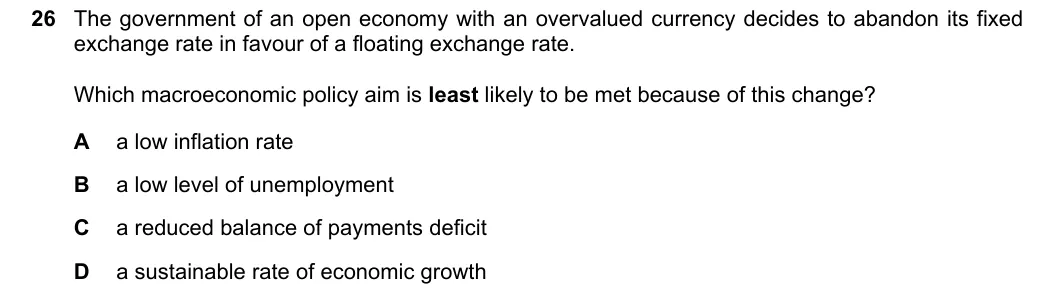 26 The government of an open economy with an overvalued currency decides to abandon its fixed
exchange rate in favour of a floating exchange rate.
Which macroeconomic policy aim is least likely to be met because of this change?
A a low inflation rate
B a low level of unemployment
C a reduced balance of payments deficit
D a sustainable rate of economic growth